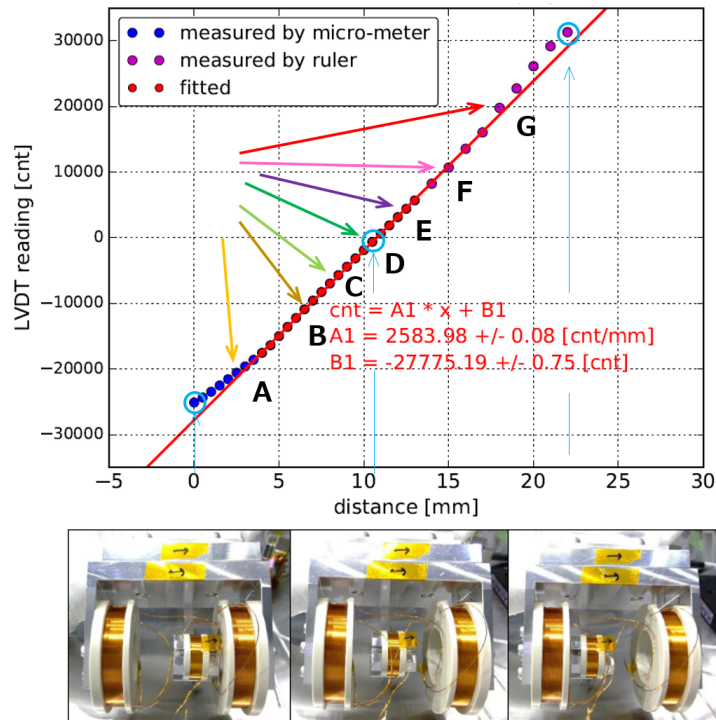 30000
20000
10000
0
−10000
−20000
−30000
LVDT reading [cnt]
measured by micro-meter
measured by ruler
fitted
G
F
E
D
C
B
A
cnt = A1 * x + B1
A1 = 2583.98 +/- 0.08 [cnt/mm]
B1 = -27775.19 +/- 0.75 [cnt]
−5 0 5 10 15 20 25 30
distance [mm]